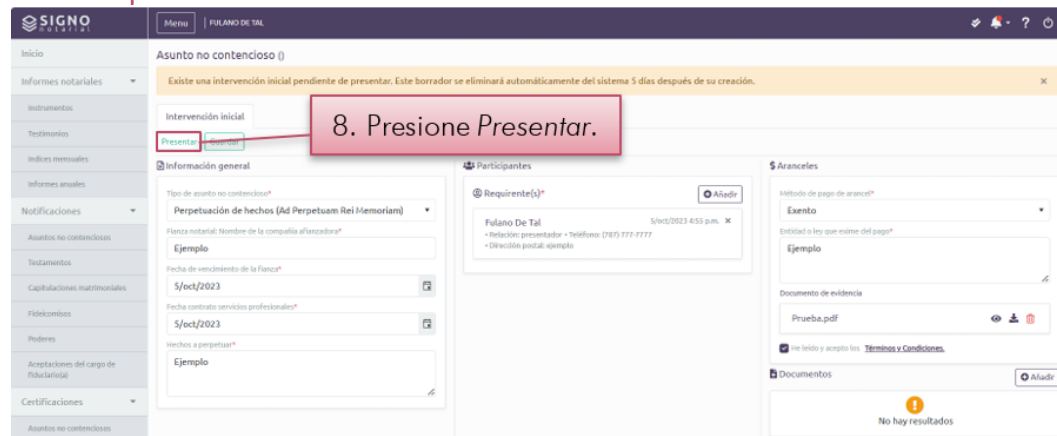 SIGNO
notarial
Menu | FULANO DE TAL
?
Inicio
Informes notariales
Instrumentos
Testimonios
Indices mensuales
Informes anuales
Notificaciones
Asuntos no contenciosos
Testamentos
Capitulaciones matrimoniales
Fideicomisos
Poderes
Aceptaciones del cargo de
fiduciario(a)
Certificaciones
Asuntos no contenciosos
Asunto no contencioso ()
Existe una intervención inicial pendiente de presentar. Este borrador se eliminará automáticamente del sistema 5 días después de su creación.
×
Intervención inicial
8. Presione Presentar.
Presentar Guardar
Información general
Tipo de asunto no contencioso*
Perpetuación de hechos (Ad Perpetuam Rei Memoriam)
Fianza notarial: Nombre de la compañía afianzadora*
Ejemplo
Fecha de vencimiento de la fianza*
5/oct/2023
Fecha contrato servicios profesionales*
5/oct/2023
Hechos a perpetuar*
Ejemplo
Participantes
Requirente(s)*
Añadir
Fulano De Tal 5/oct/2023 4:55 p.m. ×
• Relación: presentador • Teléfono: (787) 777-7777
• Dirección postal: ejemplo
$ Aranceles
Método de pago de arancel*
Exento
Entidad o ley que exime del pago*
Ejemplo
Documento de evidencia
Prueba.pdf
He leído y acepto los Términos y Condiciones.
Documentos
Añadir
No hay resultados